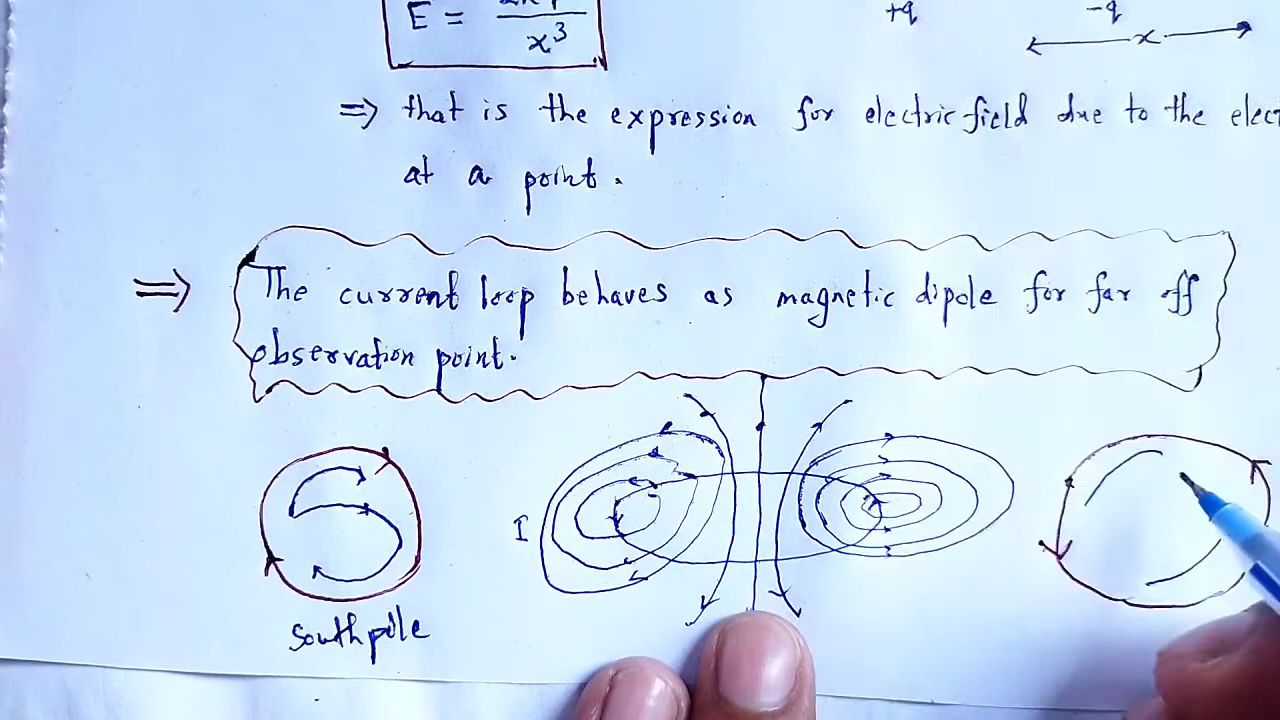 +q -q
E = 
x³ x
=> that is the expression for electric field due to the
at a point.
=> The current loop behaves as magnetic dipole for far off
observation point.
I
South pole